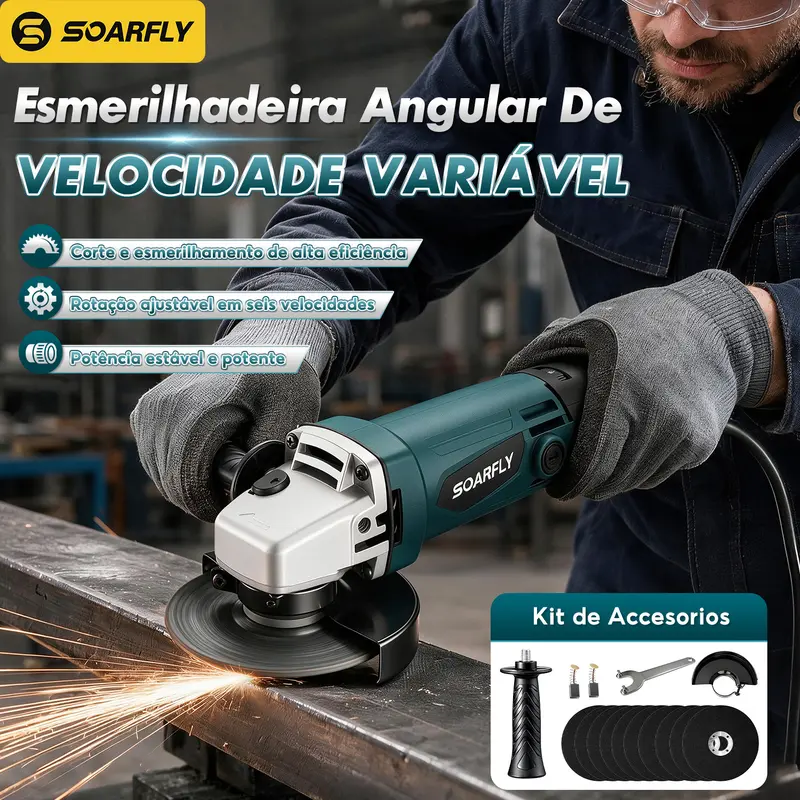 SOARFLY
Esmerilhadeira Angular De
VELOCIDADE VARIÁVEL
Corte e esmerilhamento de alta eficiência
Rotação ajustável em seis velocidades
Potência estável e potente
SOARFLY
Kit de Accesorios